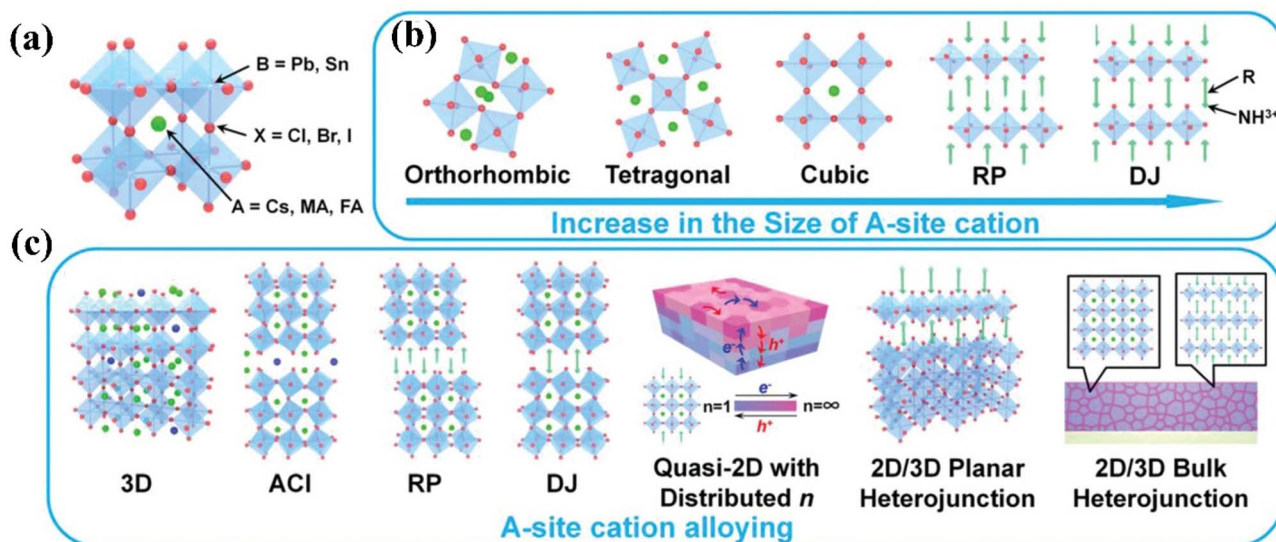 (a)
B = Pb, Sn
X = Cl, Br, I
A = Cs, MA, FA
(b)
R
NH³⁺
Orthorhombic
Tetragonal
Cubic
RP
DJ
Increase in the Size of A-site cation
(c)
e⁻
h⁺
e⁻
n=1
n=∞
h⁺
3D
ACI
RP
DJ
Quasi-2D with
Distributed n
2D/3D Planar
Heterojunction
2D/3D Bulk
Heterojunction
A-site cation alloying